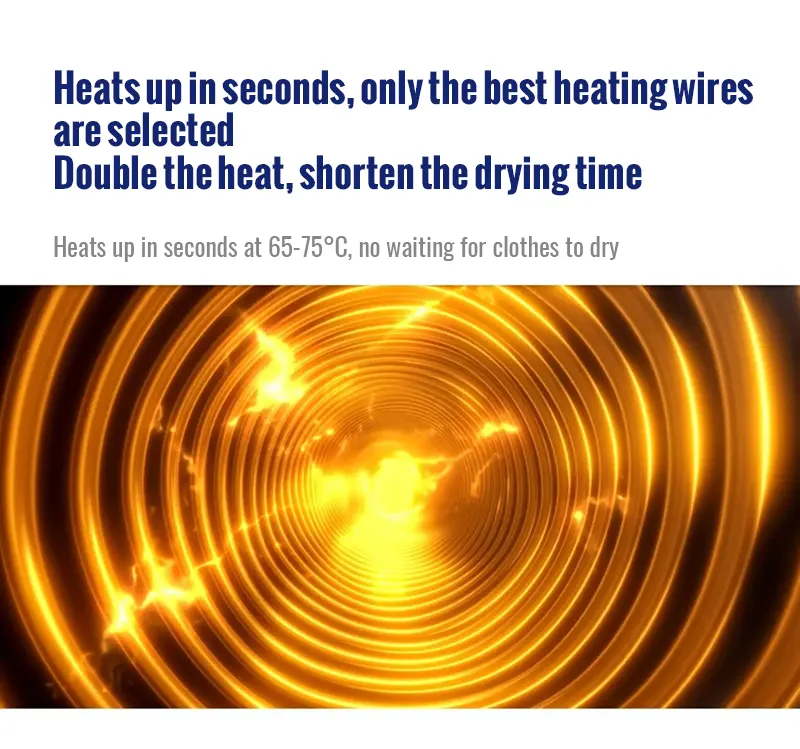 Heats up in seconds, only the best heating wires
are selected
Double the heat, shorten the drying time
Heats up in seconds at 65-75°C, no waiting for clothes to dry